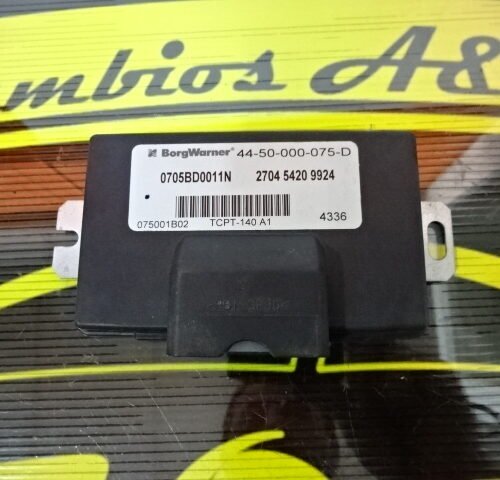 mbios A&
BorgWarner® 44-50-000-075-D
0705BD0011N 2704 5420 9924
075001B02 TCPT-140 A1 4336